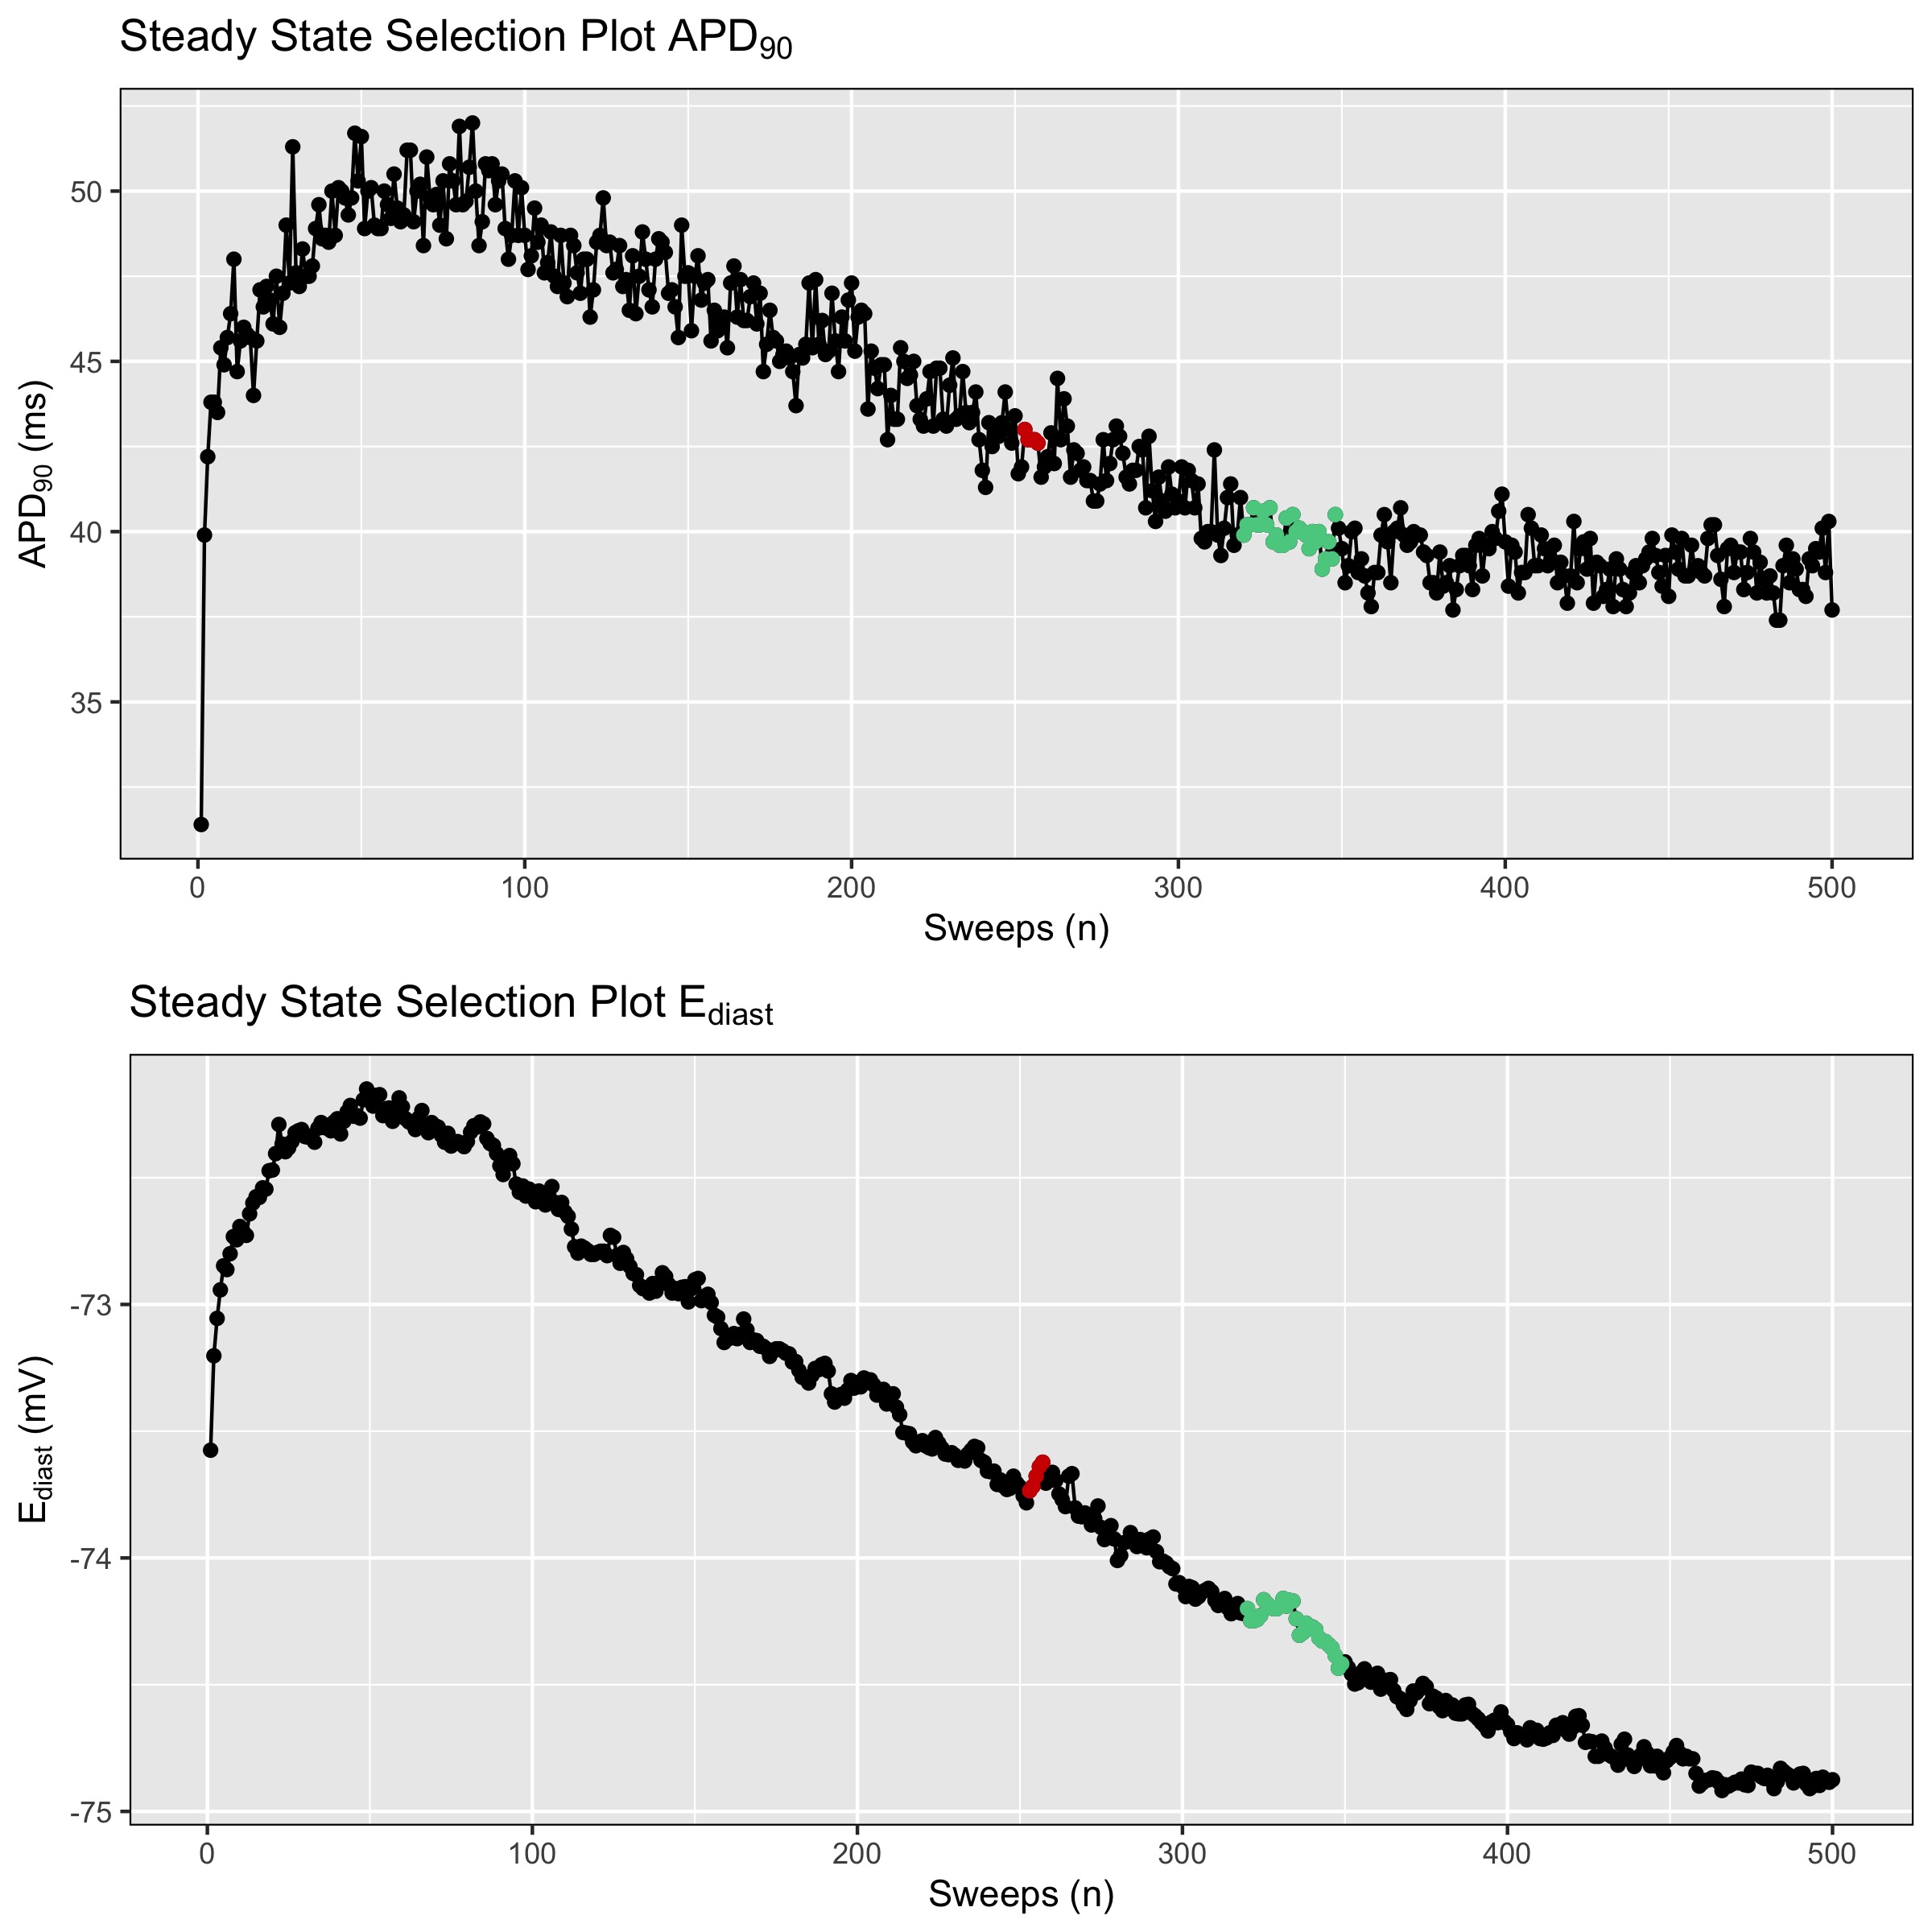 Steady State Selection Plot APD90
50
45
40
35
APD90 (ms)
0 100 200 300 400 500
Sweeps (n)
Steady State Selection Plot Ediast
-73
-74
-75
Ediast (mV)
0 100 200 300 400 500
Sweeps (n)